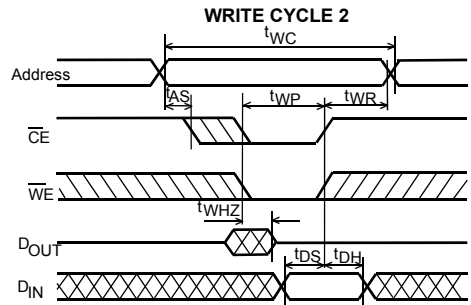 WRITE CYCLE 2
tWC
Address
tAS
tWP
tWR
CE
WE
tWHZ
DOUT
tDS
tDH
DIN